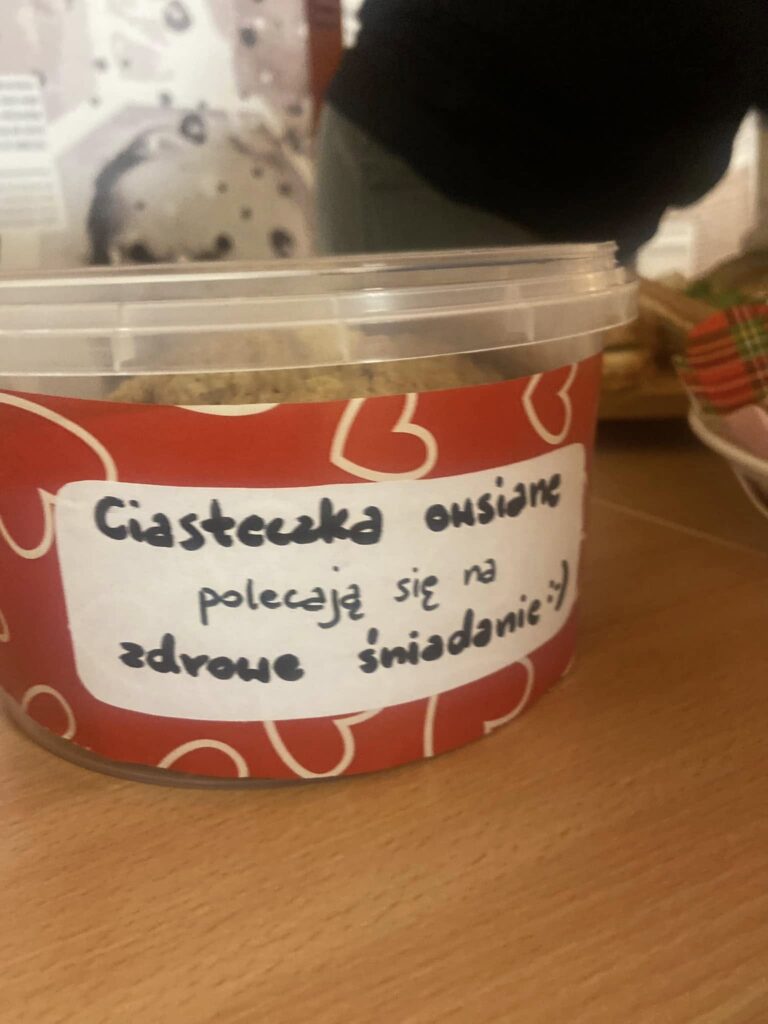 Ciasteczka owsiane
polecają się na
zdrowe śniadanie :-)